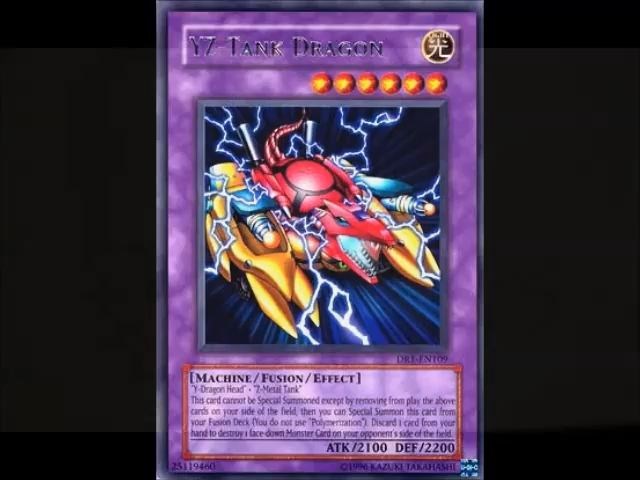 YZ-Tank Dragon
光
DR1-EN109
[Machine/Fusion/Effect]
"Y-Dragon Head" + "Z-Metal Tank"
This card cannot be Special Summoned except by removing from play the above
cards on your side of the field, then you can Special Summon this card from
your Fusion Deck (You do not use "Polymerization"). Discard 1 card from your
hand to destroy 1 face-down Monster Card on your opponent's side of the field.
ATK/2100 DEF/2200
25119460
©1996 KAZUKI TAKAHASHI